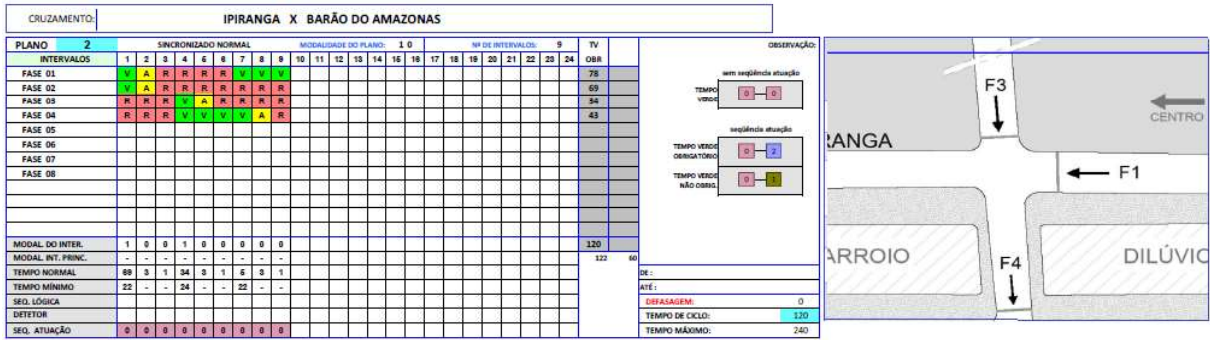 CRUZAMENTO: IPIRANGA X BARÃO DO AMAZONAS
PLANO 2 SINCRONIZADO NORMAL MODALIDADE DO PLANO: 1 0 Nº DE INTERVALOS: 9 TV OBSERVAÇÃO:
INTERVALOS 1 2 3 4 5 6 7 8 9 10 11 12 13 14 15 16 17 18 19 20 21 22 23 24 OBR
FASE 01 V A R R R R V V V 78
FASE 02 V A R R R R R R R 69
FASE 03 R R R V A R R R R 34
FASE 04 R R R V V V V A R 43
FASE 05
FASE 06
FASE 07
FASE 08
MODAL. DO INTER. 1 0 0 1 0 0 0 0 0 120
MODAL. INT. PRINC. - - - - - - - - - 122 60
TEMPO NORMAL 69 3 1 34 3 1 5 3 1
TEMPO MÍNIMO 22 - - 24 - - 22 - -
SEQ. LÓGICA
DETETOR
SEQ. ATUAÇÃO 0 0 0 0 0 0 0 0 0
sem seqüência atuação
TEMPO VERDE 0 0
seqüência atuação
TEMPO VERDE OBRIGATÓRIO 0 2
TEMPO VERDE NÃO OBRIG. 0 1
DE :
ATÉ :
DEFASAGEM: 0
TEMPO DE CICLO: 120
TEMPO MÁXIMO: 240
F3
CENTRO
RANGA
F1
ARROIO
DILÚVIO
F4